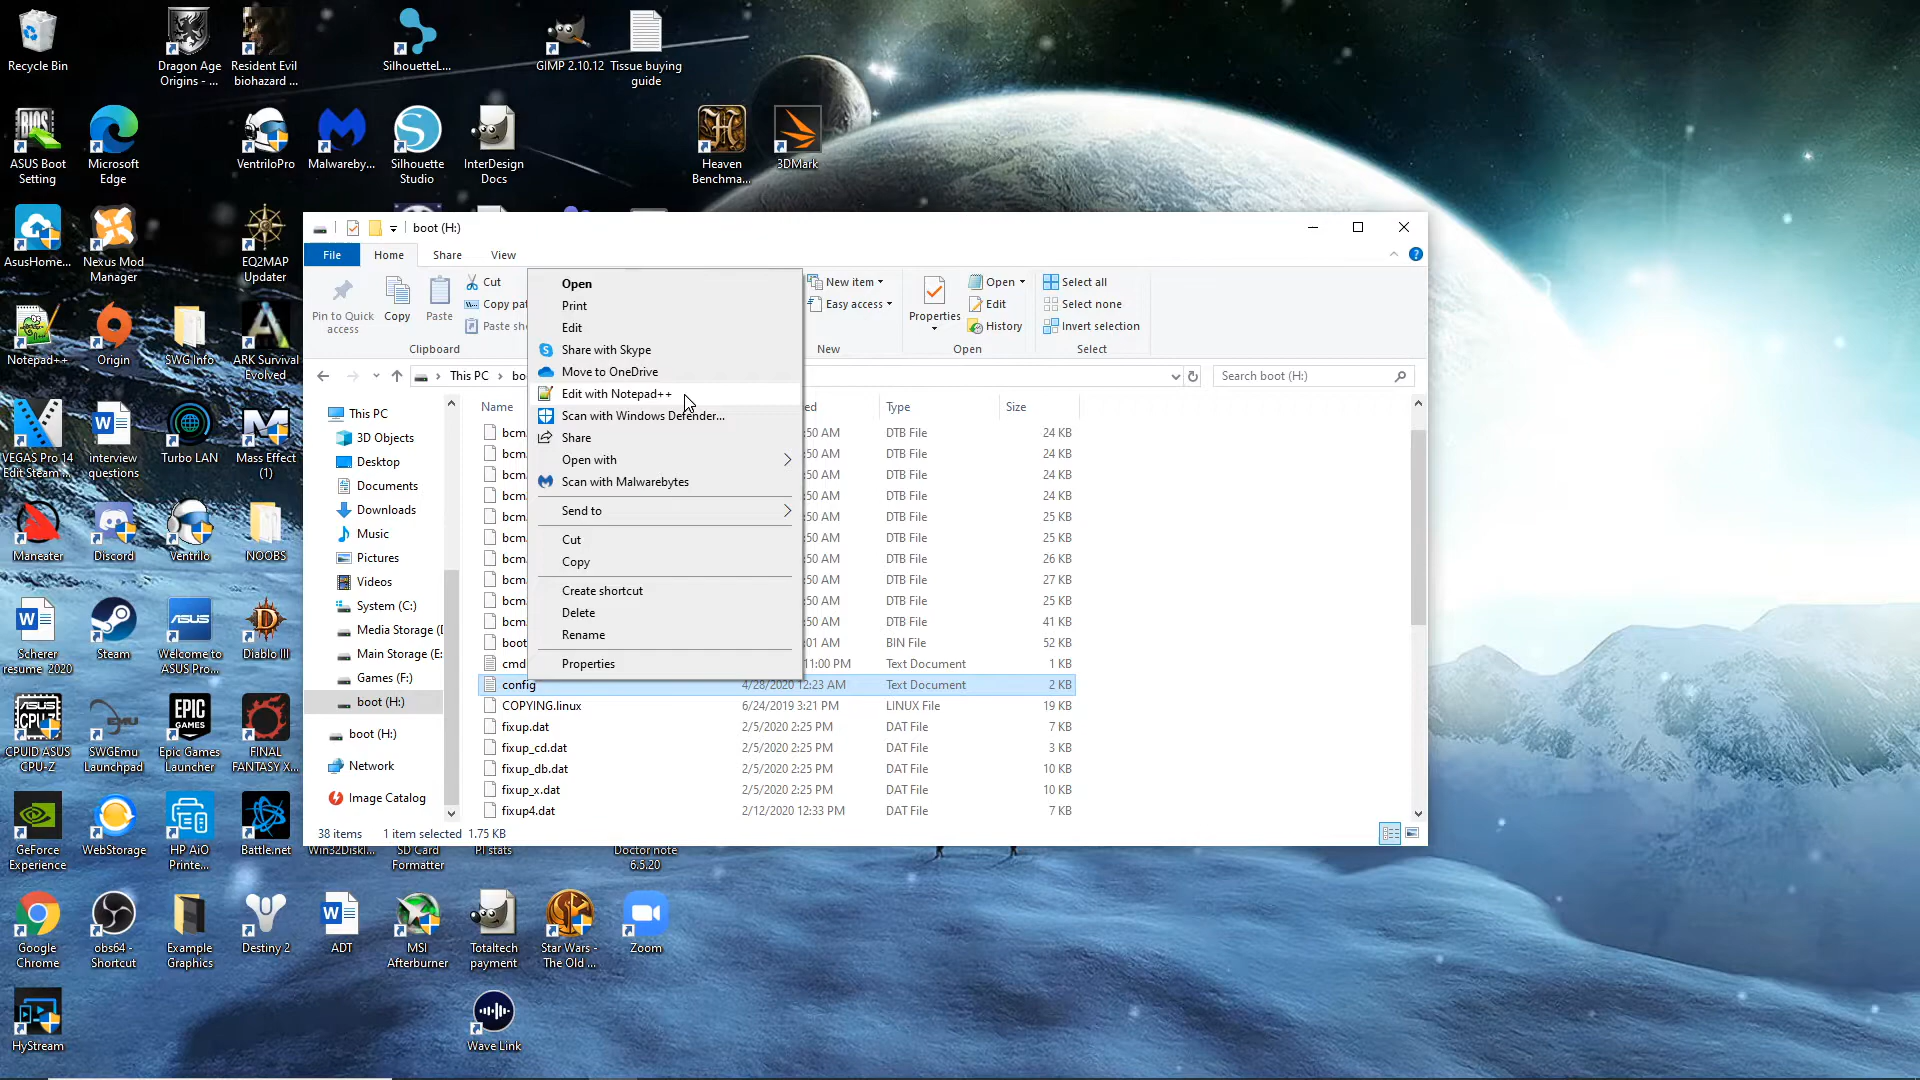 Recycle Bin
Dragon Age
Origins - ...
Resident Evil
biohazard ...
SilhouetteL...
GIMP 2.10.12
Tissue buying
guide
ASUS Boot
Setting
Microsoft
Edge
VentriloPro
Malwareby...
Silhouette
Studio
InterDesign
Docs
Heaven
Benchma...
3DMark
AsusHome...
Nexus Mod
Manager
EQ2MAP
Updater
Notepad++
Origin
SWG Info
ARK Survival
Evolved
VEGAS Pro 14
Edit Steam ...
interview
questions
Turbo LAN
Mass Effect
(1)
Maneater
Discord
Ventrilo
NOOBS
Scherer
resume_2020
Steam
Welcome to
ASUS Pro...
Diablo III
CPUID ASUS
CPU-Z
SWGEmu
Launchpad
Epic Games
Launcher
FINAL
FANTASY X...
GeForce
Experience
WebStorage
HP AiO
Printe...
Battle.net
Win32DiskI...
SD Card
Formatter
PI stats
Doctor note
6.5.20
Google
Chrome
obs64 -
Shortcut
Example
Graphics
Destiny 2
ADT
MSI
Afterburner
Totaltech
payment
Star Wars -
The Old ...
Zoom
HyStream
Wave Link
boot (H:)
File
Home
Share
View
Pin to Quick
access
Copy
Paste
Cut
Copy pat
Paste sh
Clipboard
New item
Easy access
New
Properties
Open
Edit
History
Open
Select all
Select none
Invert selection
Select
This PC
bo
Search boot (H:)
This PC
3D Objects
Desktop
Documents
Downloads
Music
Pictures
Videos
System (C:)
Media Storage (D
Main Storage (E:
Games (F:)
boot (H:)
boot (H:)
Network
Image Catalog
Name
ed
Type
Size
bcm :50 AM DTB File 24 KB
bcm :50 AM DTB File 24 KB
bcm :50 AM DTB File 24 KB
bcm :50 AM DTB File 24 KB
bcm :50 AM DTB File 25 KB
bcm :50 AM DTB File 25 KB
bcm :50 AM DTB File 26 KB
bcm :50 AM DTB File 27 KB
bcm :50 AM DTB File 25 KB
bcm :50 AM DTB File 41 KB
boot :01 AM BIN File 52 KB
cmd 11:00 PM Text Document 1 KB
config 4/28/2020 12:23 AM Text Document 2 KB
COPYING.linux 6/24/2019 3:21 PM LINUX File 19 KB
fixup.dat 2/5/2020 2:25 PM DAT File 7 KB
fixup_cd.dat 2/5/2020 2:25 PM DAT File 3 KB
fixup_db.dat 2/5/2020 2:25 PM DAT File 10 KB
fixup_x.dat 2/5/2020 2:25 PM DAT File 10 KB
fixup4.dat 2/12/2020 12:33 PM DAT File 7 KB
38 items
1 item selected 1.75 KB
Open
Print
Edit
Share with Skype
Move to OneDrive
Edit with Notepad++
Scan with Windows Defender...
Share
Open with
Scan with Malwarebytes
Send to
Cut
Copy
Create shortcut
Delete
Rename
Properties